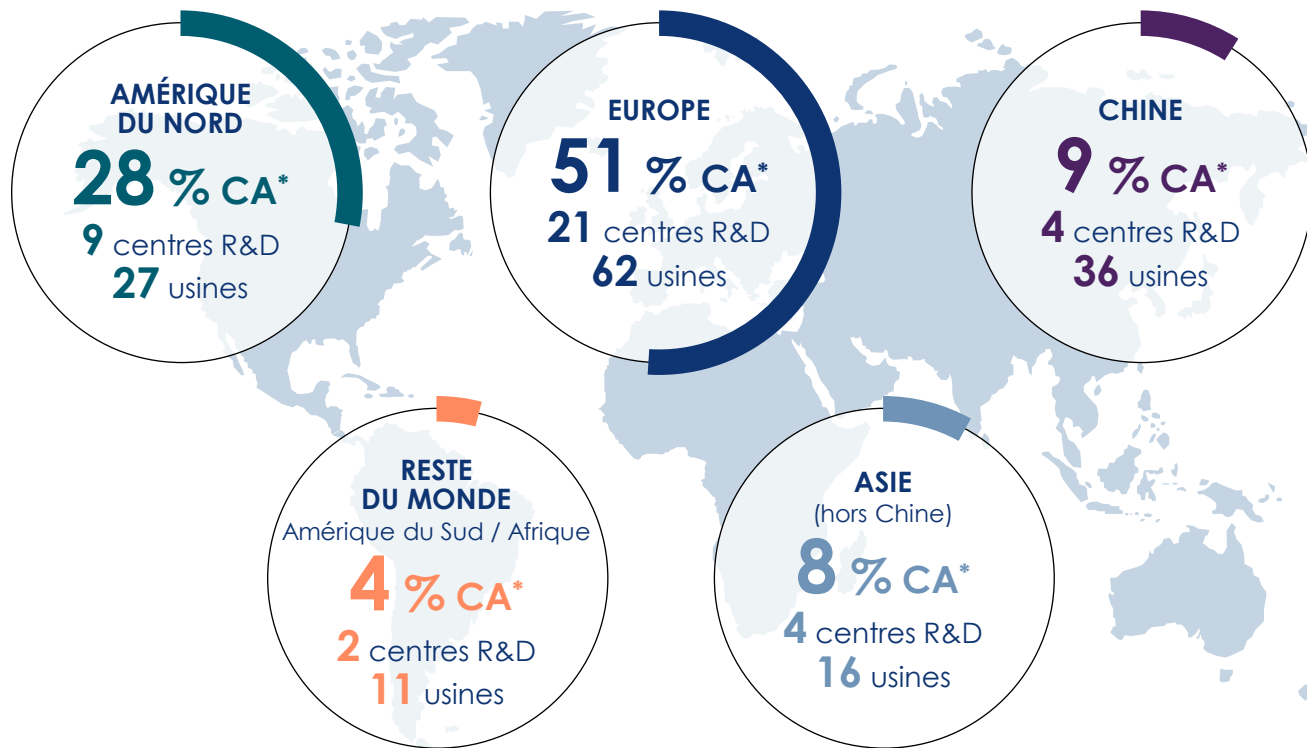 AMÉRIQUE
DU NORD
28 % CA*
9 centres R&D
27 usines
EUROPE
51 % CA*
21 centres R&D
62 usines
CHINE
9 % CA*
4 centres R&D
36 usines
RESTE
DU MONDE
Amérique du Sud / Afrique
4 % CA*
2 centres R&D
11 usines
ASIE
(hors Chine)
8 % CA*
4 centres R&D
16 usines